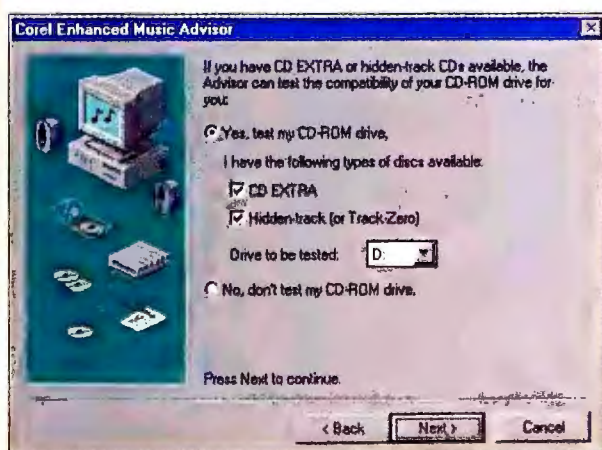 Corel Enhanced Music Advisor
If you have CD EXTRA or hidden-track CDs available, the
Advisor can test the compatibility of your CD-ROM drive for
you:
Yes, test my CD-ROM drive,
I have the following types of discs available:
CD EXTRA
Hidden-track (or Track-Zero)
Drive to be tested:
D:
No, don't test my CD-ROM drive.
Press Next to continue.
< Back
Next >
Cancel